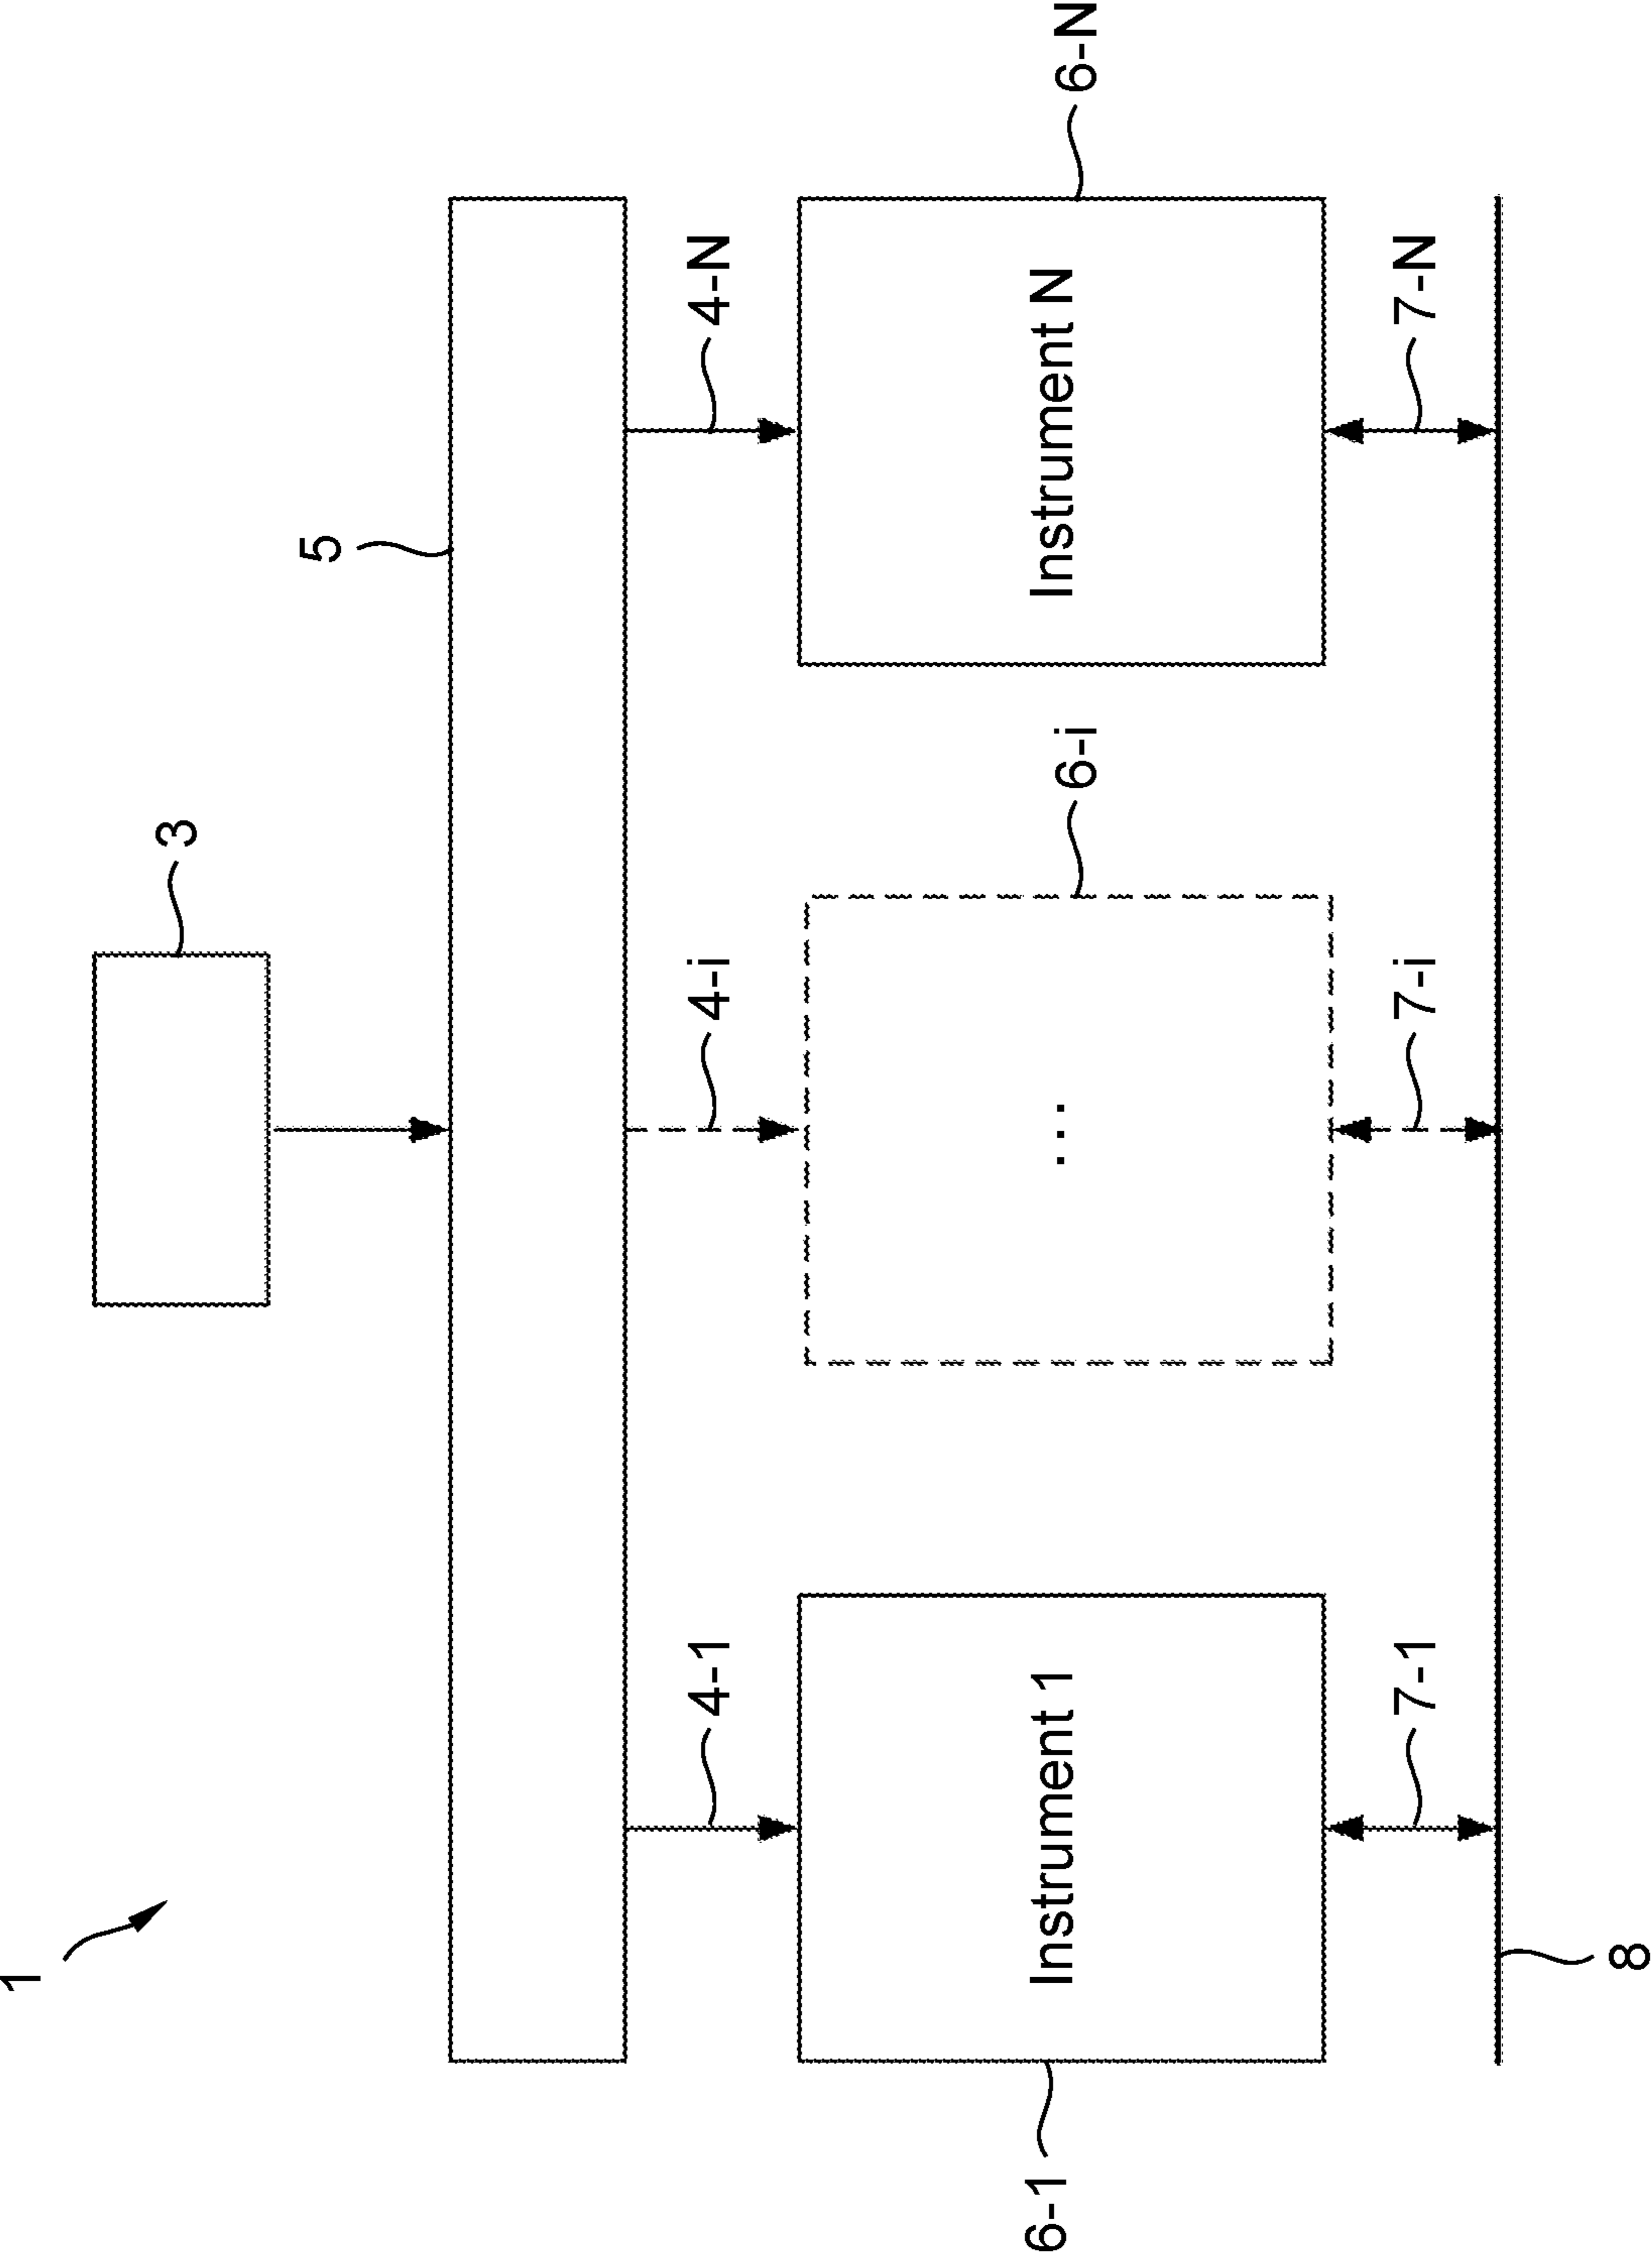 1
3
5
4-1
4-i
4-N
6-1
Instrument 1
...
6-i
Instrument N
6-N
7-1
7-i
7-N
8